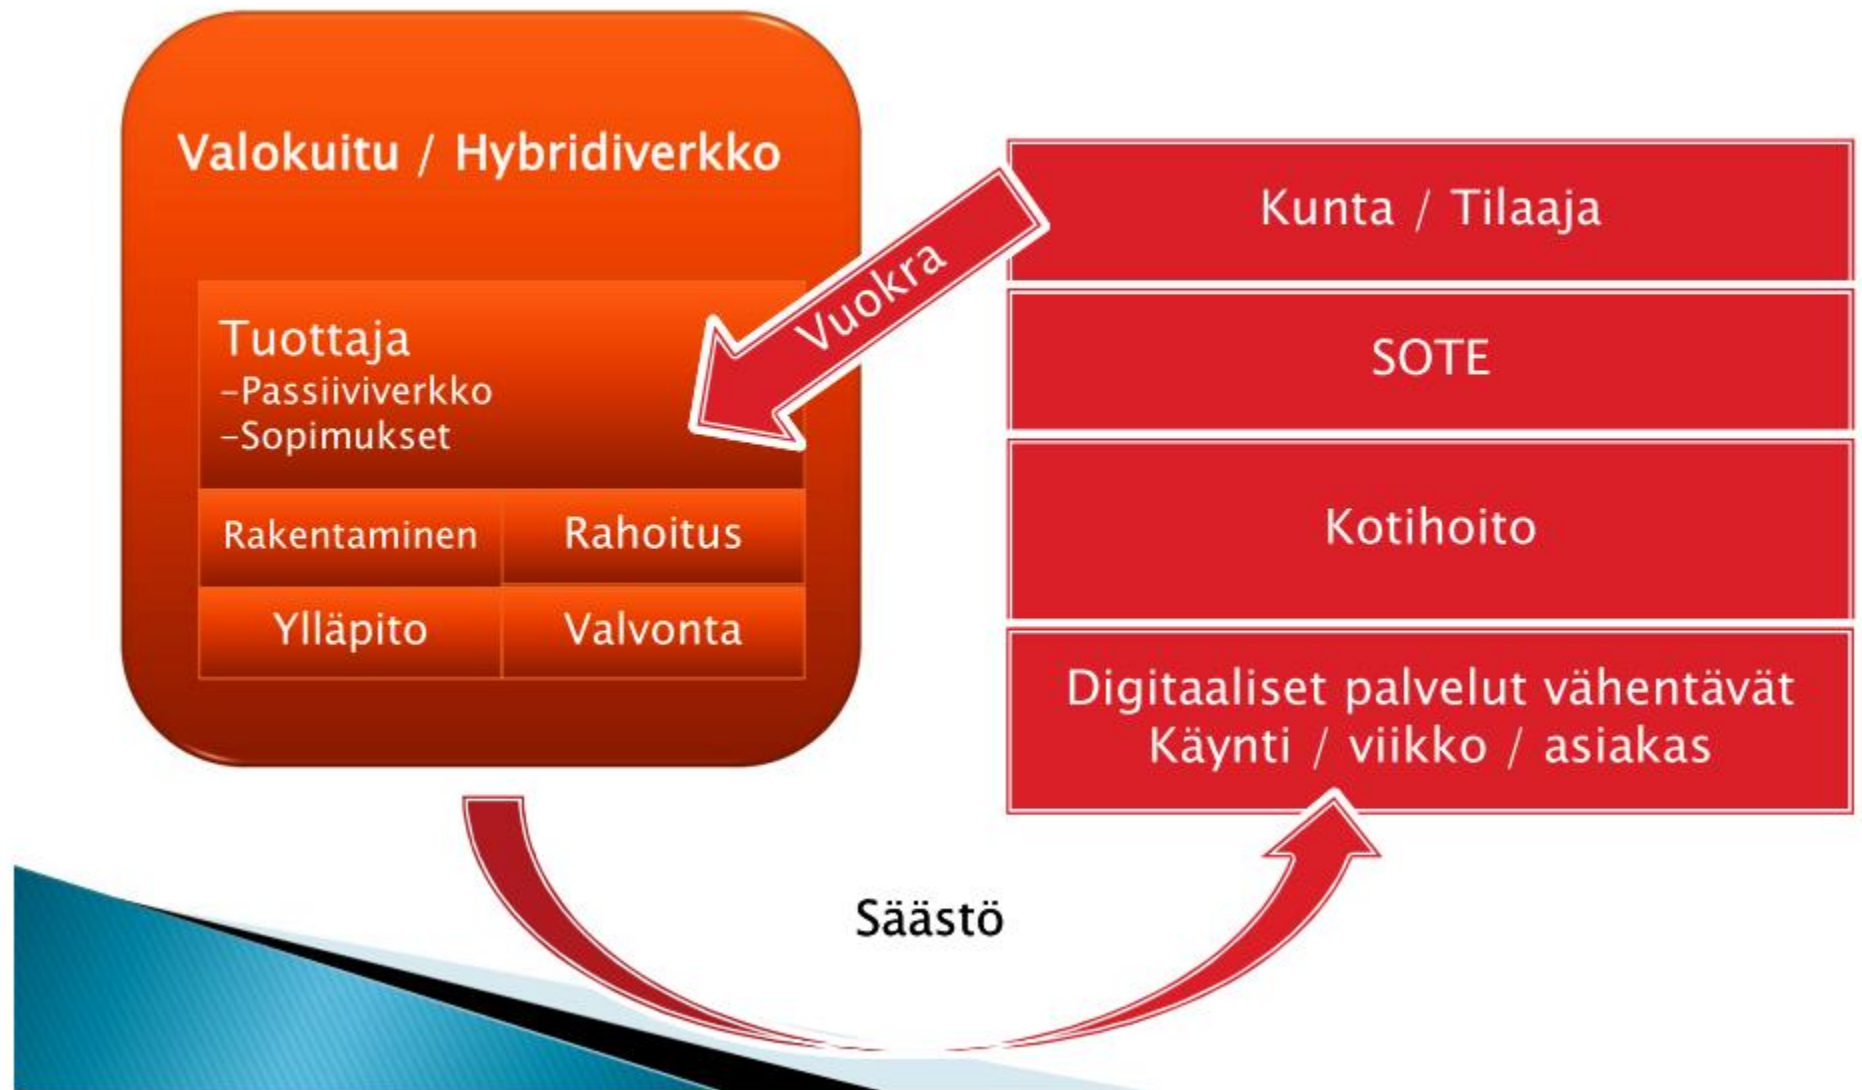 Valokuitu / Hybridiverkko
Tuottaja
-Passiiviverkko
-Sopimukset
Rakentaminen
Rahoitus
Ylläpito
Valvonta
Vuokra
Kunta / Tilaaja
SOTE
Kotihoito
Digitaaliset palvelut vähentävät
Käynti / viikko / asiakas
Säästö